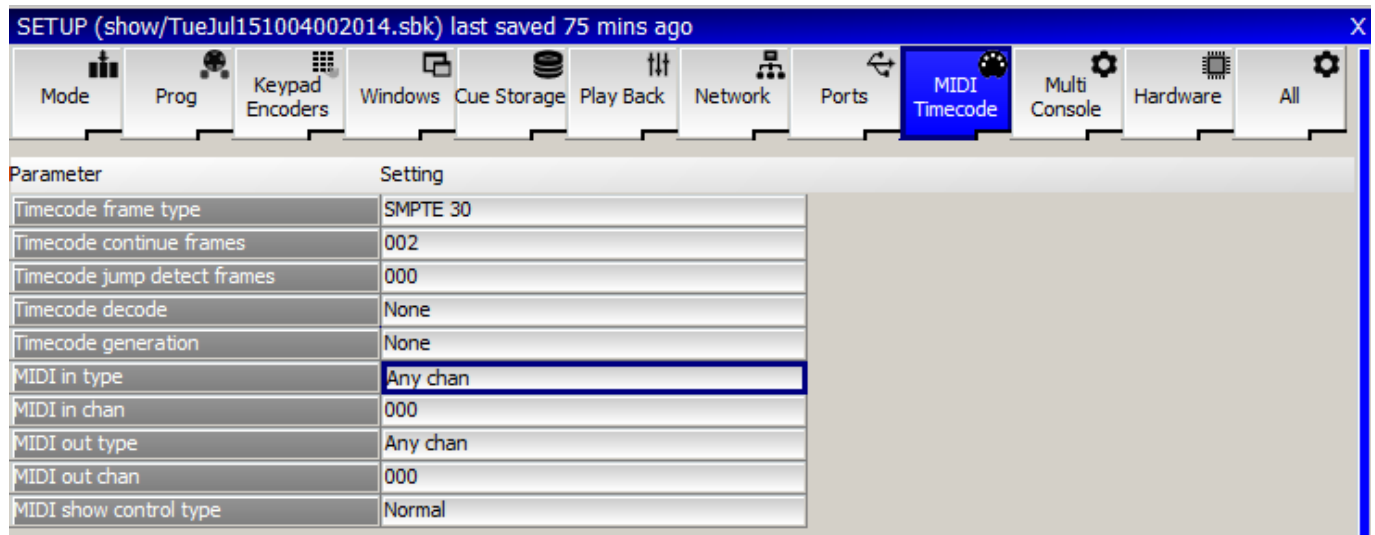 SETUP (show/TueJul151004002014.sbk) last saved 75 mins ago X
Mode
Prog
Keypad
Encoders
Windows
Cue Storage
Play Back
Network
Ports
MIDI
Timecode
Multi
Console
Hardware
All
Parameter Setting
Timecode frame type SMPTE 30
Timecode continue frames 002
Timecode jump detect frames 000
Timecode decode None
Timecode generation None
MIDI in type Any chan
MIDI in chan 000
MIDI out type Any chan
MIDI out chan 000
MIDI show control type Normal